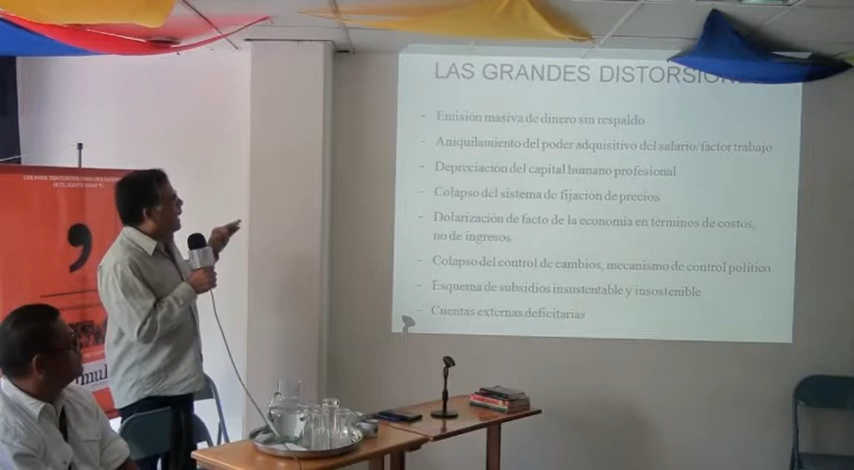 LAS GRANDES DISTORSIONES
- Emisión masiva de dinero sin respaldo
- Aniquilamiento del poder adquisitivo del salario/factor trabajo
- Depreciación del capital humano profesional
- Colapso del sistema de fijación de precios
- Dolarización de facto de la economía en términos de costos,
no de ingresos
- Colapso del control de cambios, mecanismo de control político
- Esquema de subsidios insustentable y insostenible
- Cuentas externas deficitarias